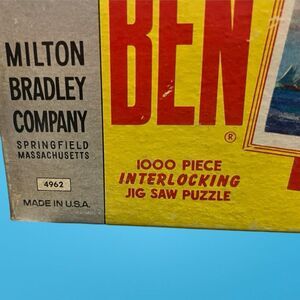 MILTON
BRADLEY
COMPANY
SPRINGFIELD
MASSACHUSETTS
4962
MADE IN U.S.A.
BEN
®
1000 PIECE
INTERLOCKING
JIG SAW PUZZLE